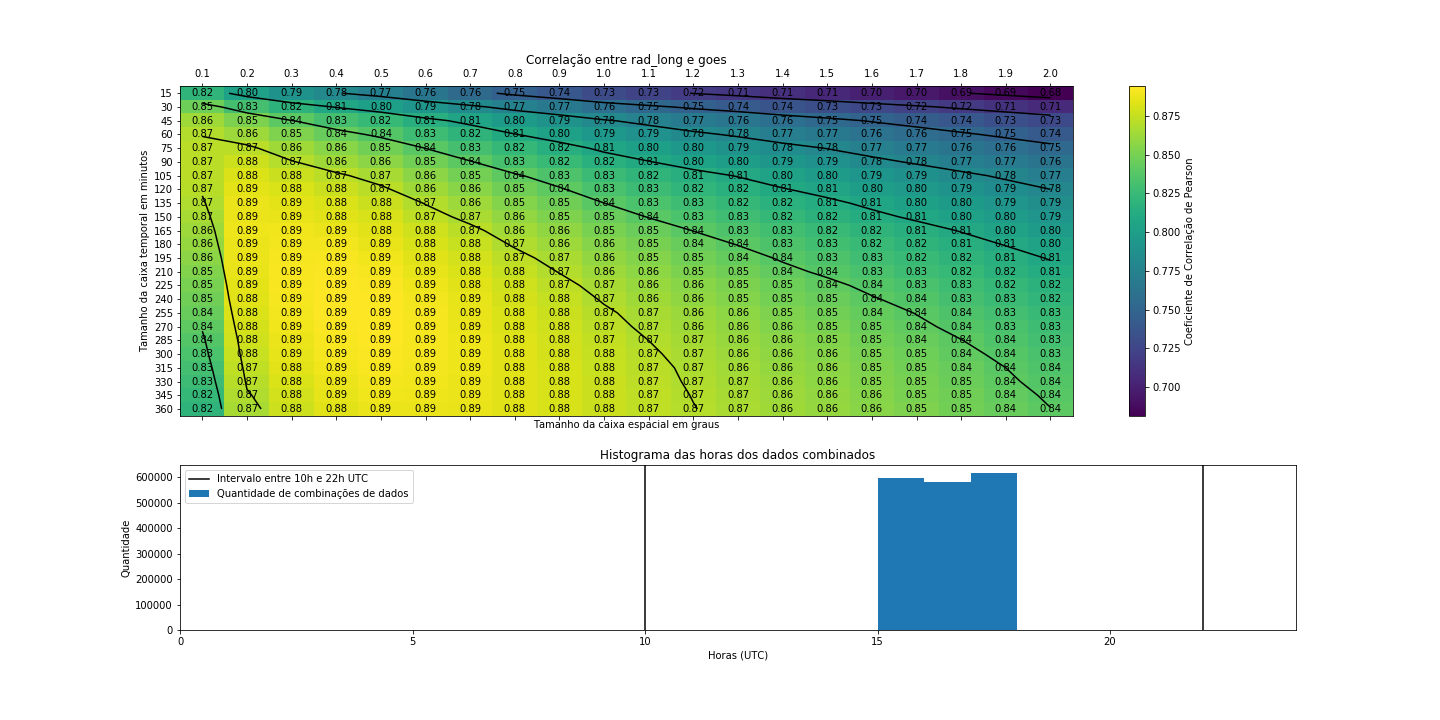 Correlação entre rad_long e goes
0.1 0.2 0.3 0.4 0.5 0.6 0.7 0.8 0.9 1.0 1.1 1.2 1.3 1.4 1.5 1.6 1.7 1.8 1.9 2.0
15 0.82 0.80 0.79 0.78 0.77 0.76 0.76 0.75 0.74 0.73 0.73 0.72 0.71 0.71 0.71 0.70 0.70 0.69 0.69 0.68
30 0.85 0.83 0.82 0.81 0.80 0.79 0.78 0.77 0.77 0.76 0.75 0.75 0.74 0.74 0.73 0.73 0.72 0.72 0.71 0.71
45 0.86 0.85 0.84 0.83 0.82 0.81 0.81 0.80 0.79 0.78 0.78 0.77 0.76 0.76 0.75 0.75 0.74 0.74 0.73 0.73
60 0.87 0.86 0.85 0.84 0.84 0.83 0.82 0.81 0.80 0.79 0.79 0.78 0.78 0.77 0.77 0.76 0.76 0.75 0.75 0.74
75 0.87 0.87 0.86 0.86 0.85 0.84 0.83 0.82 0.82 0.81 0.80 0.80 0.79 0.78 0.78 0.77 0.77 0.76 0.76 0.75
90 0.87 0.88 0.87 0.86 0.86 0.85 0.84 0.83 0.82 0.82 0.81 0.80 0.80 0.79 0.79 0.78 0.78 0.77 0.77 0.76
105 0.87 0.88 0.88 0.87 0.87 0.86 0.85 0.84 0.83 0.83 0.82 0.81 0.81 0.80 0.80 0.79 0.79 0.78 0.78 0.77
120 0.87 0.89 0.88 0.88 0.87 0.86 0.86 0.85 0.84 0.83 0.83 0.82 0.82 0.81 0.81 0.80 0.80 0.79 0.79 0.78
135 0.87 0.89 0.89 0.88 0.88 0.87 0.86 0.85 0.85 0.84 0.83 0.83 0.82 0.82 0.81 0.81 0.80 0.80 0.79 0.79
150 0.87 0.89 0.89 0.88 0.88 0.87 0.87 0.86 0.85 0.85 0.84 0.83 0.83 0.82 0.82 0.81 0.81 0.80 0.80 0.79
165 0.86 0.89 0.89 0.89 0.88 0.88 0.87 0.86 0.86 0.85 0.85 0.84 0.83 0.83 0.82 0.82 0.81 0.81 0.80 0.80
180 0.86 0.89 0.89 0.89 0.89 0.88 0.88 0.87 0.86 0.86 0.85 0.84 0.84 0.83 0.83 0.82 0.82 0.81 0.81 0.80
195 0.86 0.89 0.89 0.89 0.89 0.88 0.88 0.87 0.87 0.86 0.85 0.85 0.84 0.84 0.83 0.83 0.82 0.82 0.81 0.81
210 0.85 0.89 0.89 0.89 0.89 0.88 0.88 0.87 0.87 0.86 0.86 0.85 0.85 0.84 0.84 0.83 0.83 0.82 0.82 0.81
225 0.85 0.89 0.89 0.89 0.89 0.89 0.88 0.88 0.87 0.87 0.86 0.86 0.85 0.85 0.84 0.84 0.83 0.83 0.82 0.82
240 0.85 0.88 0.89 0.89 0.89 0.89 0.88 0.88 0.87 0.87 0.86 0.86 0.85 0.85 0.84 0.84 0.84 0.83 0.83 0.82
255 0.84 0.88 0.89 0.89 0.89 0.89 0.89 0.88 0.88 0.87 0.87 0.86 0.86 0.85 0.85 0.84 0.84 0.84 0.83 0.83
270 0.84 0.88 0.89 0.89 0.89 0.89 0.89 0.88 0.88 0.87 0.87 0.86 0.86 0.86 0.85 0.85 0.84 0.84 0.83 0.83
285 0.84 0.88 0.89 0.89 0.89 0.89 0.89 0.88 0.88 0.87 0.87 0.87 0.86 0.86 0.85 0.85 0.84 0.84 0.84 0.83
300 0.83 0.88 0.89 0.89 0.89 0.89 0.89 0.88 0.88 0.88 0.87 0.87 0.86 0.86 0.86 0.85 0.85 0.84 0.84 0.83
315 0.83 0.88 0.88 0.89 0.89 0.89 0.89 0.88 0.88 0.88 0.87 0.87 0.86 0.86 0.86 0.85 0.85 0.84 0.84 0.84
330 0.83 0.87 0.88 0.89 0.89 0.89 0.89 0.88 0.88 0.88 0.87 0.87 0.87 0.86 0.86 0.85 0.85 0.85 0.84 0.84
345 0.82 0.87 0.88 0.88 0.89 0.89 0.89 0.88 0.88 0.88 0.87 0.87 0.87 0.86 0.86 0.86 0.85 0.85 0.84 0.84
360 0.82 0.87 0.88 0.88 0.89 0.89 0.89 0.88 0.88 0.88 0.87 0.87 0.87 0.86 0.86 0.86 0.85 0.85 0.84 0.84
Tamanho da caixa temporal em minutos
Tamanho da caixa espacial em graus
0.875
0.850
0.825
0.800
0.775
0.750
0.725
0.700
Coeficiente de Correlação de Pearson
Histograma das horas dos dados combinados
Intervalo entre 10h e 22h UTC
Quantidade de combinações de dados
600000
500000
400000
300000
200000
100000
0
Quantidade
0 5 10 15 20
Horas (UTC)